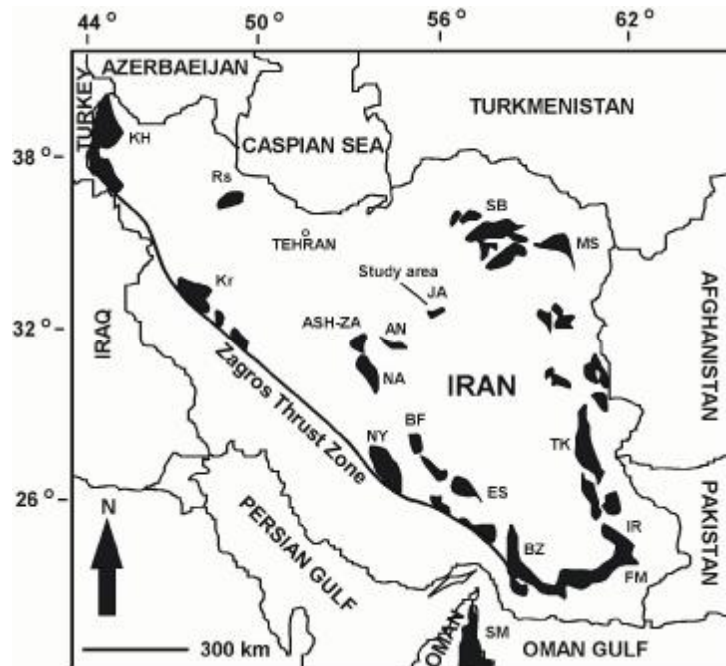 44 °
50 °
56 °
62 °
AZERBAEIJAN
TURKEY
KH
CASPIAN SEA
TURKMENISTAN
38 °
Rs
SB
TEHRAN
MS
Study area
Kr
JA
AFGHANISTAN
32 °
ASH-ZA
AN
IRAQ
NA
IRAN
Zagros Thrust Zone
BF
NY
TK
26 °
ES
PAKISTAN
N
PERSIAN GULF
BZ
IR
FM
300 km
OMAN
SM
OMAN GULF